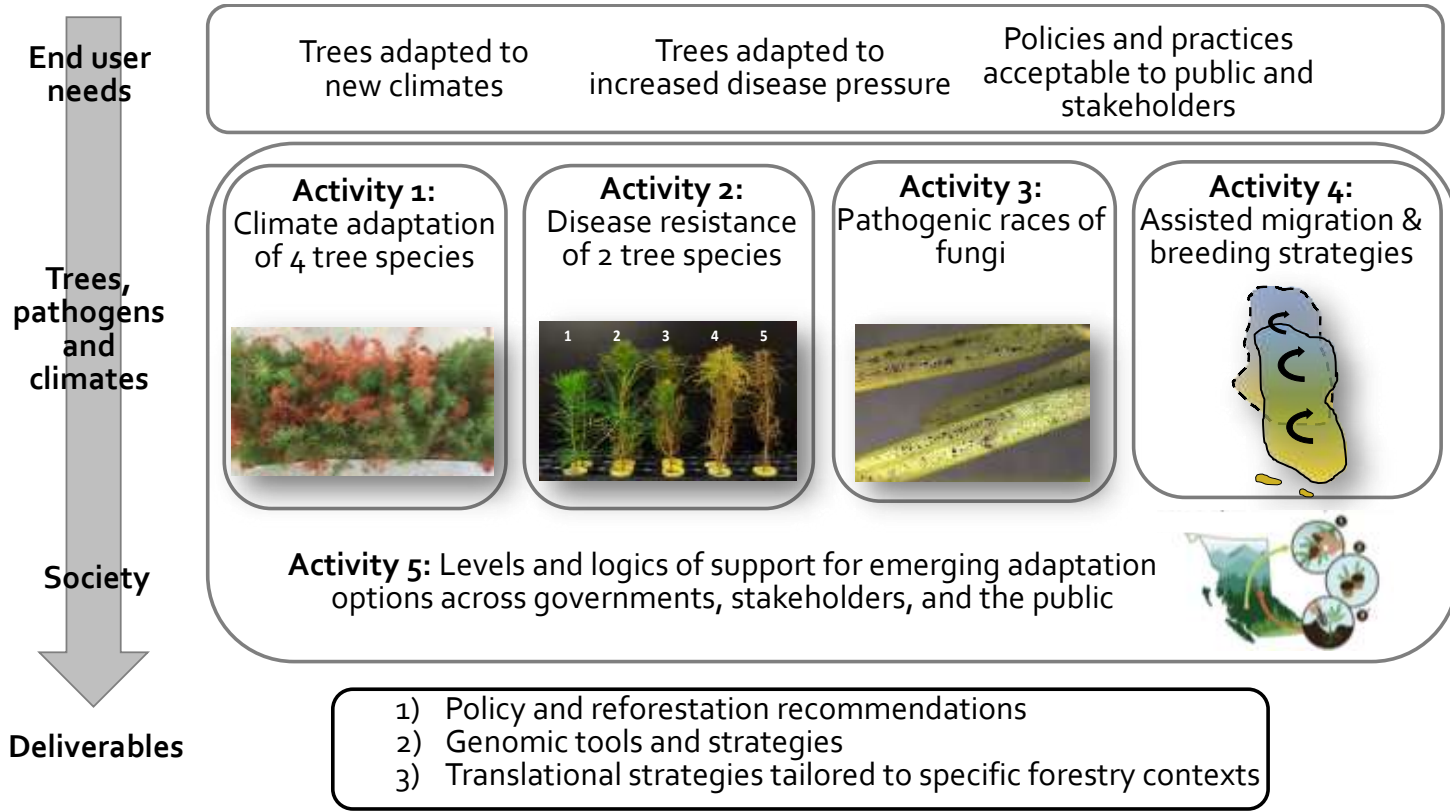 End user
needs
Trees adapted to
new climates
Trees adapted to
increased disease pressure
Policies and practices
acceptable to public and
stakeholders
Trees,
pathogens
and
climates
Activity 1:
Climate adaptation
of 4 tree species
Activity 2:
Disease resistance
of 2 tree species
1 2 3 4 5
Activity 3:
Pathogenic races of
fungi
Activity 4:
Assisted migration &
breeding strategies
Society
Activity 5: Levels and logics of support for emerging adaptation
options across governments, stakeholders, and the public
Deliverables
1) Policy and reforestation recommendations
2) Genomic tools and strategies
3) Translational strategies tailored to specific forestry contexts